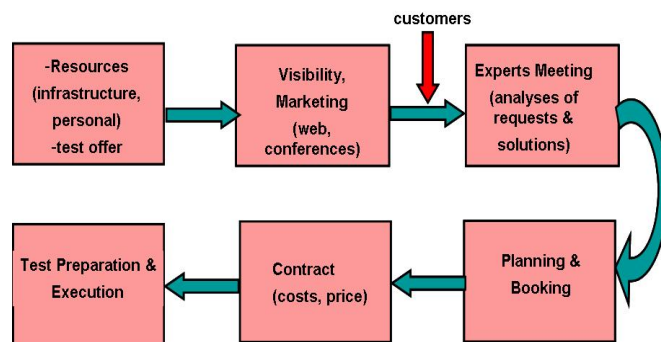 customers
-Resources
(infrastructure,
personal)
-test offer
Visibility,
Marketing
(web,
conferences)
Experts Meeting
(analyses of
requests &
solutions)
Planning &
Booking
Contract
(costs, price)
Test Preparation &
Execution